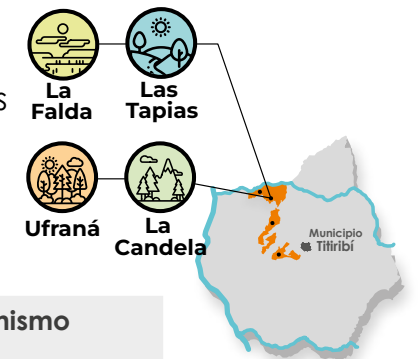 s
La
Falda
Las
Tapias
Ufraná
La
Candela
Municipio
Titiribí
nismo